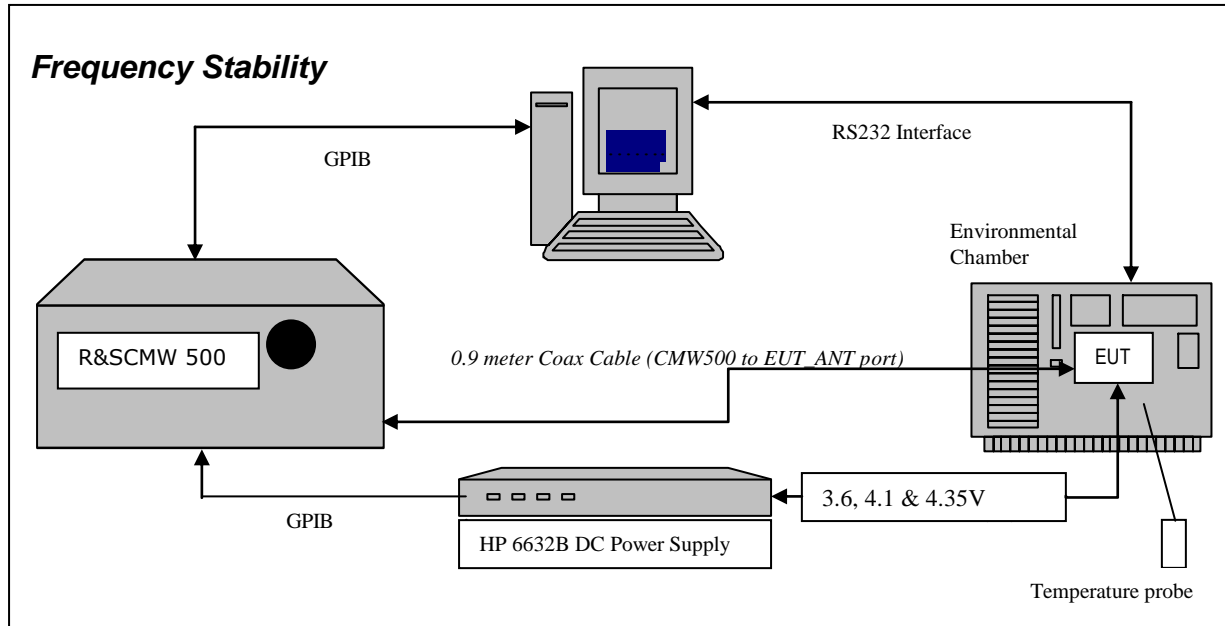 Frequency Stability
GPIB
RS232 Interface
Environmental
Chamber
R&SCMW 500
0.9 meter Coax Cable (CMW500 to EUT_ANT port)
EUT
GPIB
3.6, 4.1 & 4.35V
HP 6632B DC Power Supply
Temperature probe